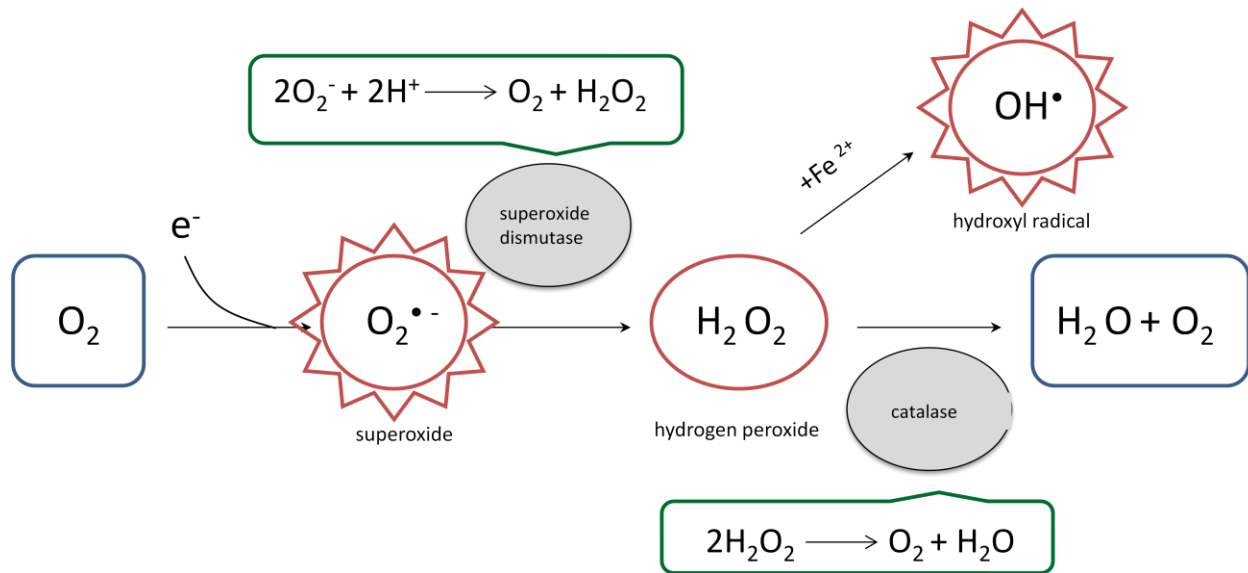 2O₂⁻ + 2H⁺ ⟶ O₂ + H₂O₂
OH•
hydroxyl radical
+Fe²⁺
superoxide
dismutase
e⁻
O₂
O₂•⁻
superoxide
H₂O₂
hydrogen peroxide
H₂O + O₂
catalase
2H₂O₂ ⟶ O₂ + H₂O